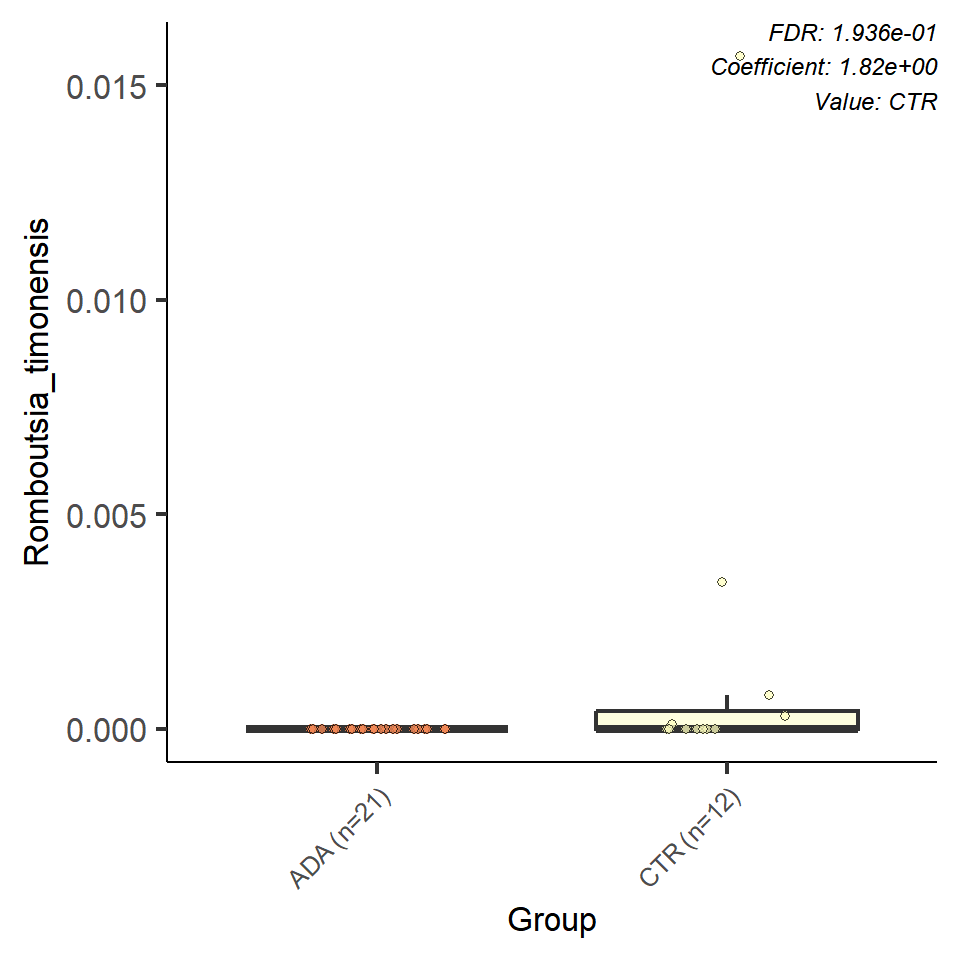 FDR: 1.936e-01
Coefficient: 1.82e+00
Value: CTR
0.015
0.010
0.005
0.000
Romboutsia_timonensis
ADA (n=21)
CTR (n=12)
Group